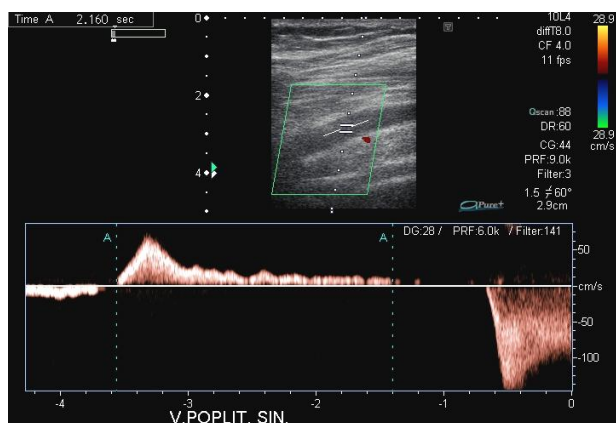 Time A 2.160 sec
0
2
4
10L4
diffT8.0
CF 4.0
11 fps
Qscan :88
DR:60
CG:44
PRF:9.0k
Filter:3
1.5 ≠60°
2.9cm
aPure+
28.9
28.9
cm/s
A
A
DG:28 / PRF:6.0k / Filter:141
50
cm/s
-50
-100
-4
-3
-2
-1
0
V.POPLIT. SIN.